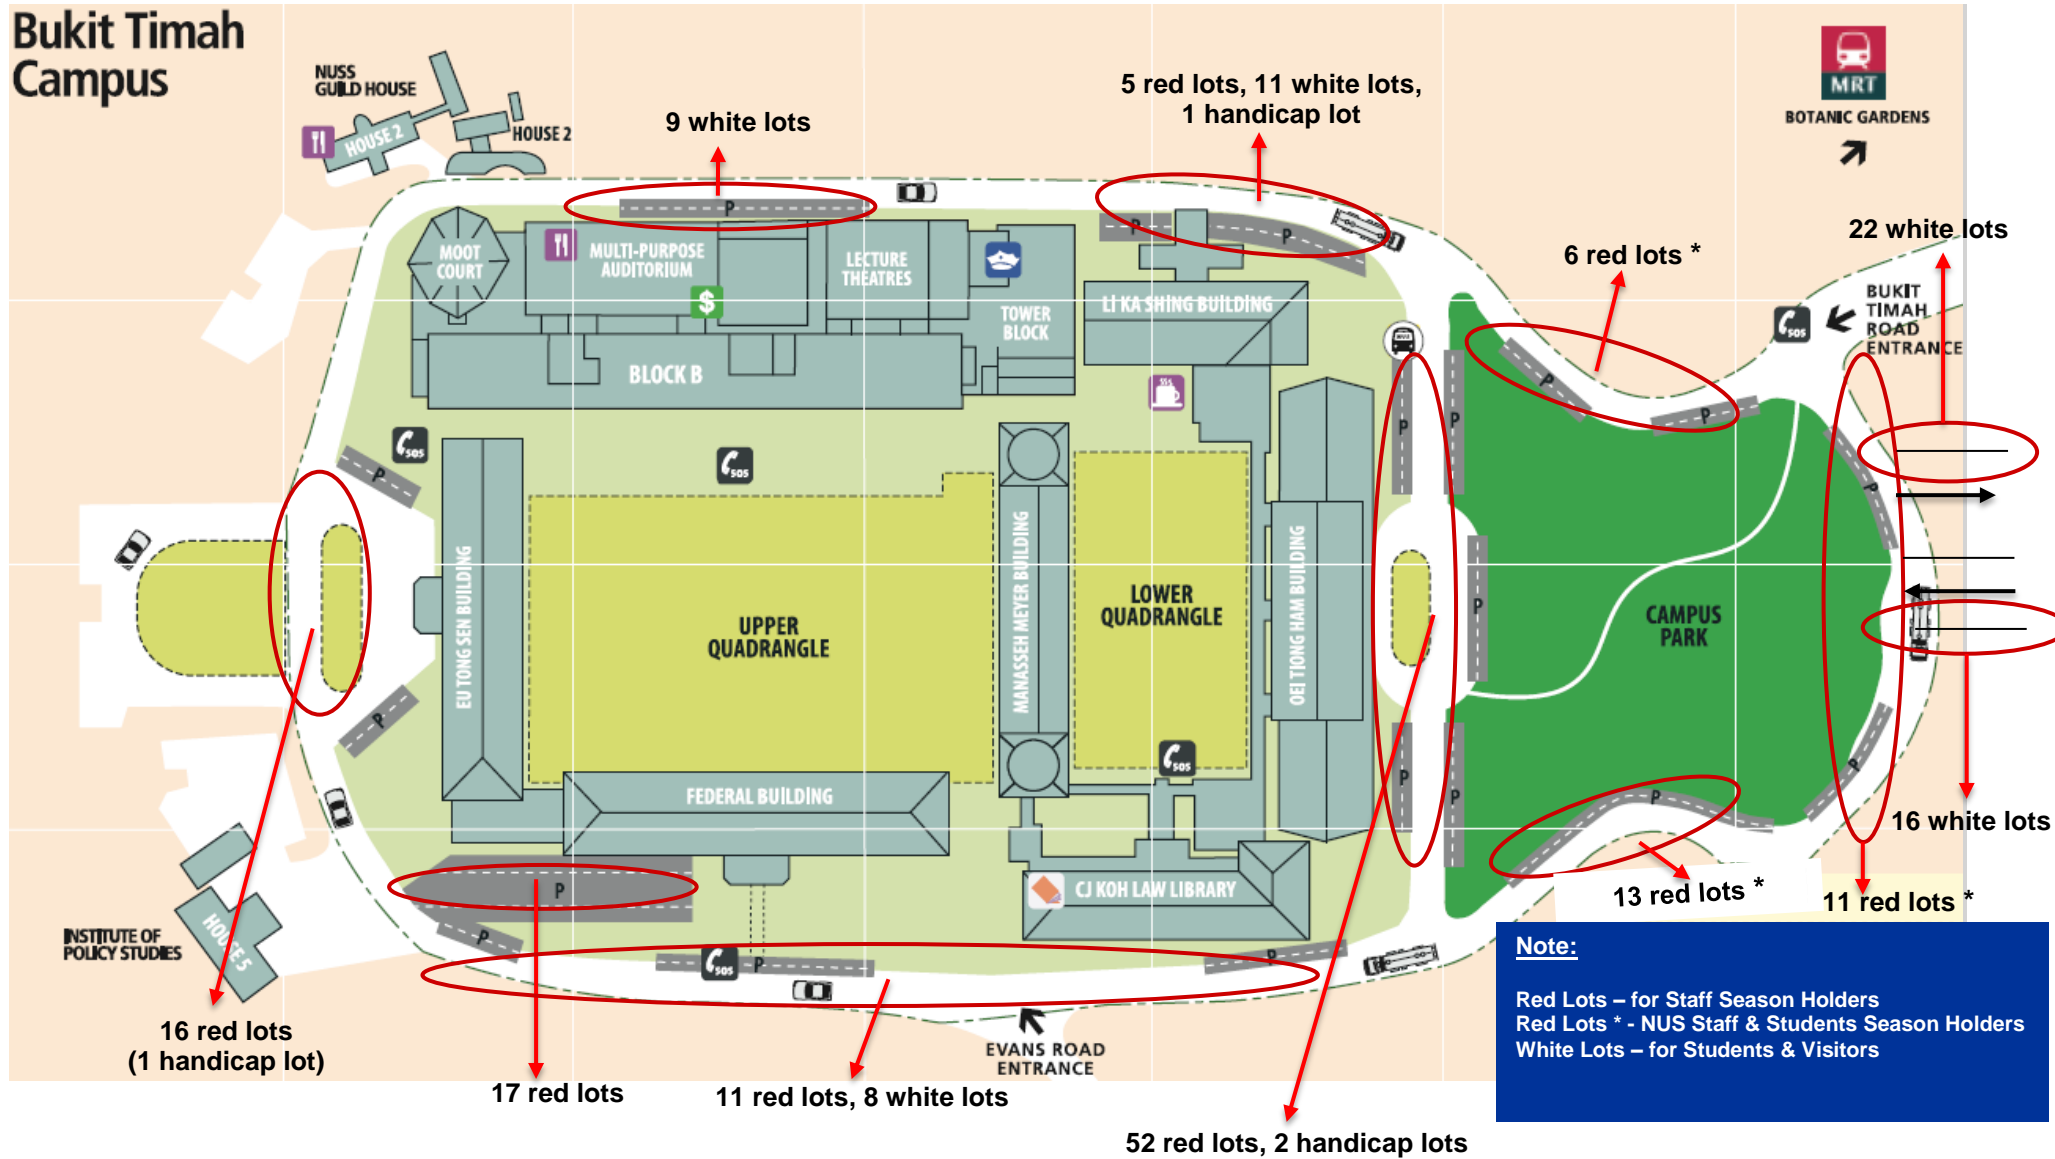 Bukit Timah
Campus
NUSS
GUILD HOUSE
HOUSE 2
HOUSE 2
9 white lots
5 red lots, 11 white lots,
1 handicap lot
MRT
BOTANIC GARDENS
22 white lots
6 red lots *
BUKIT
TIMAH
ROAD
ENTRANCE
SOS
P
P
P
MOOT
COURT
MULTI-PURPOSE
AUDITORIUM
$
LECTURE
THEATRES
TOWER
BLOCK
LI KA SHING BUILDING
BLOCK B
NUS
P
P
P
P
P
P
SOS
SOS
EU TONG SEN BUILDING
UPPER
QUADRANGLE
MANASSEH MEYER BUILDING
LOWER
QUADRANGLE
OEI TIONG HAM BUILDING
P
CAMPUS
PARK
P
SOS
P
P
P
P
FEDERAL BUILDING
16 white lots
P
CJ KOH LAW LIBRARY
13 red lots *
11 red lots *
INSTITUTE OF
POLICY STUDIES
HOUSE 5
P
SOS
P
P
16 red lots
(1 handicap lot)
EVANS ROAD
ENTRANCE
17 red lots
11 red lots, 8 white lots
52 red lots, 2 handicap lots
Note:
Red Lots – for Staff Season Holders
Red Lots * - NUS Staff & Students Season Holders
White Lots – for Students & Visitors